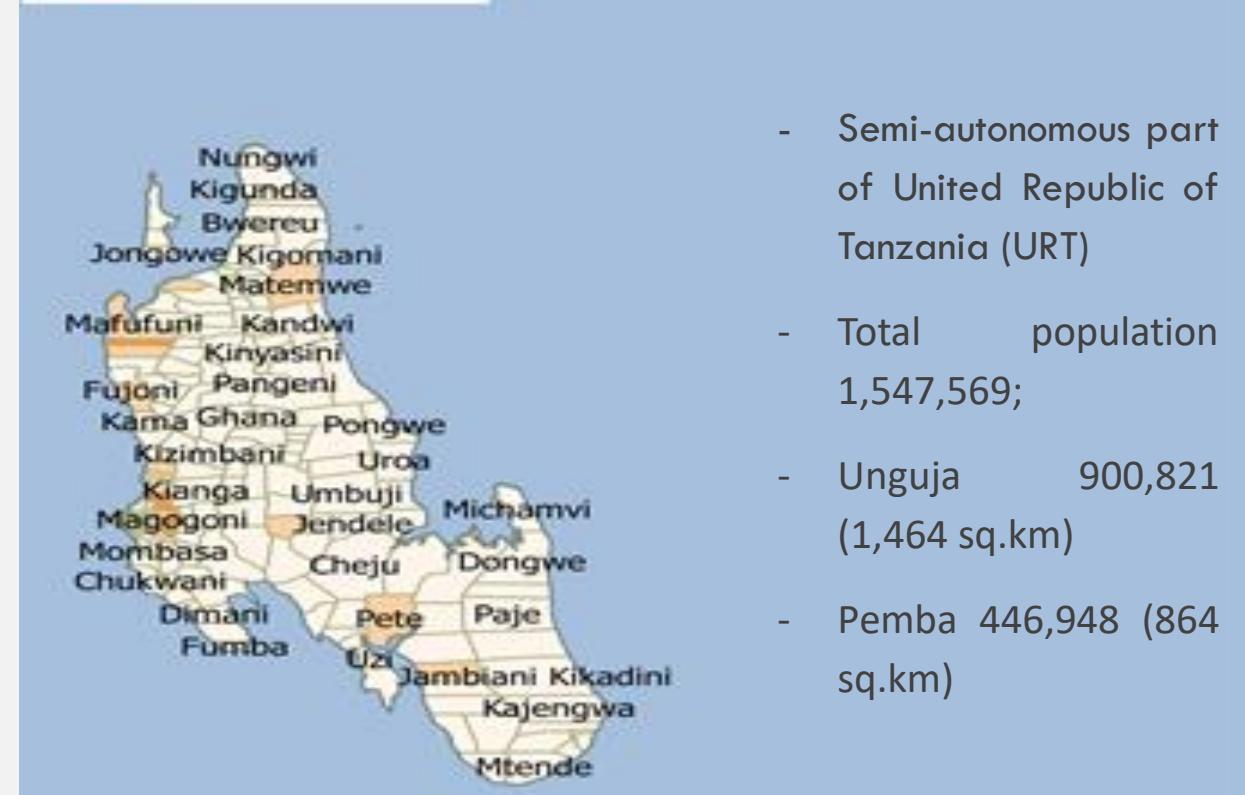 Nungwi
Kigunda
Bwereu
Jongowe Kigomani
Matemwe
Mafufuni Kandwi
Kinyasini
Fujoni Pangeni
Kama Ghana Pongwe
Kizimbani Uroa
Kianga Umbuji Michamvi
Magogoni Jendele
Mombasa Cheju Dongwe
Chukwani
Dimani Pete Paje
Fumba Uzi
Jambiani Kikadini
Kajengwa
Mtende
- Semi-autonomous part
of United Republic of
Tanzania (URT)
- Total population
1,547,569;
- Unguja 900,821
(1,464 sq.km)
- Pemba 446,948 (864
sq.km)